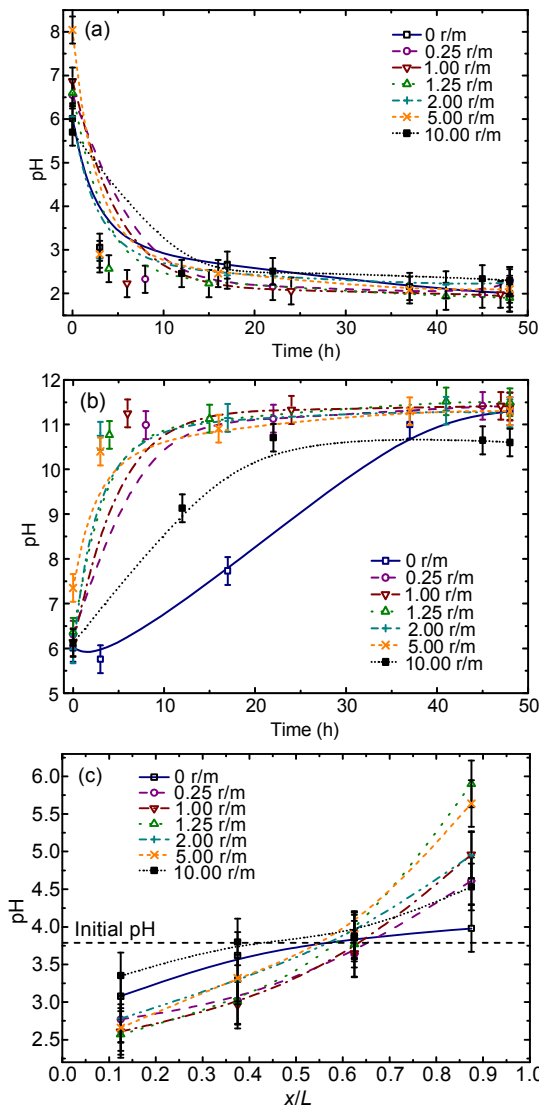 (a)
0 r/m
0.25 r/m
1.00 r/m
1.25 r/m
2.00 r/m
5.00 r/m
10.00 r/m
9
8
7
6
5
4
3
2
pH
0 10 20 30 40 50
Time (h)
(b)
12
11
10
9
8
7
6
5
pH
0 r/m
0.25 r/m
1.00 r/m
1.25 r/m
2.00 r/m
5.00 r/m
10.00 r/m
0 10 20 30 40 50
Time (h)
(c)
0 r/m
0.25 r/m
1.00 r/m
1.25 r/m
2.00 r/m
5.00 r/m
10.00 r/m
6.0
5.5
5.0
4.5
4.0
3.5
3.0
2.5
pH
Initial pH
0.0 0.1 0.2 0.3 0.4 0.5 0.6 0.7 0.8 0.9 1.0
x/L